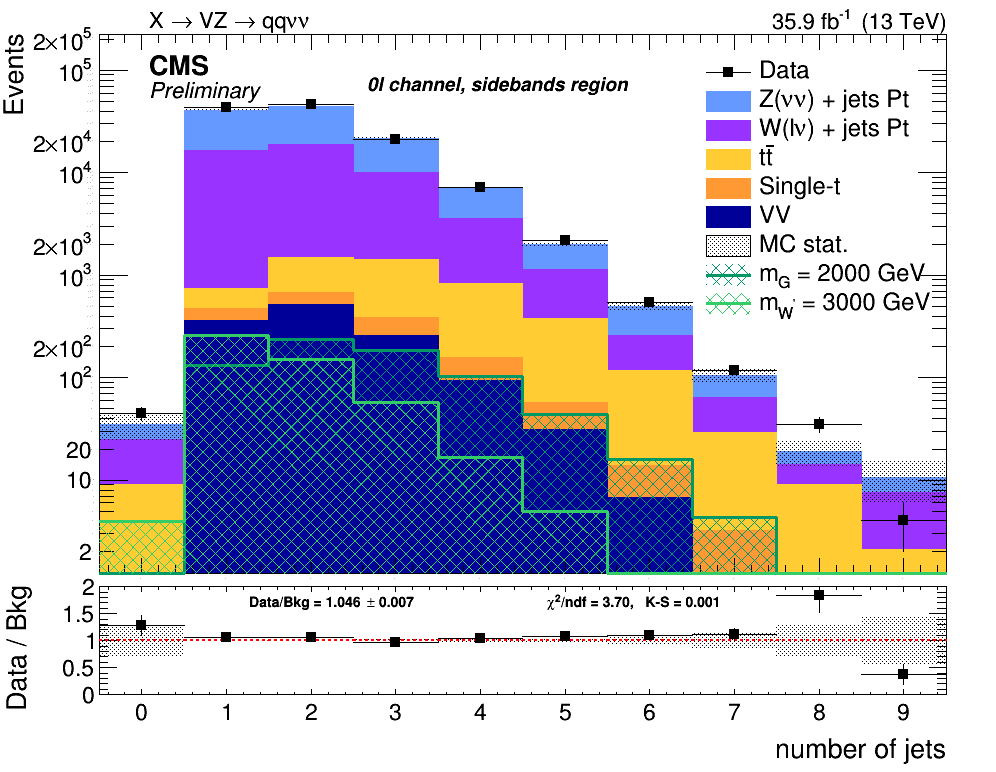 X → VZ → qqνν
35.9 fb⁻¹ (13 TeV)
Events
CMS
Preliminary
0l channel, sidebands region
Data
Z(νν) + jets Pt
W(lν) + jets Pt
tt̄
Single-t
VV
MC stat.
m_G = 2000 GeV
m_W' = 3000 GeV
2×10⁵
10⁵
2×10⁴
10⁴
2×10³
10³
2×10²
10²
20
10
2
Data / Bkg
Data/Bkg = 1.046 ± 0.007
χ²/ndf = 3.70, K-S = 0.001
2
1.5
1
0.5
0
0 1 2 3 4 5 6 7 8 9
number of jets